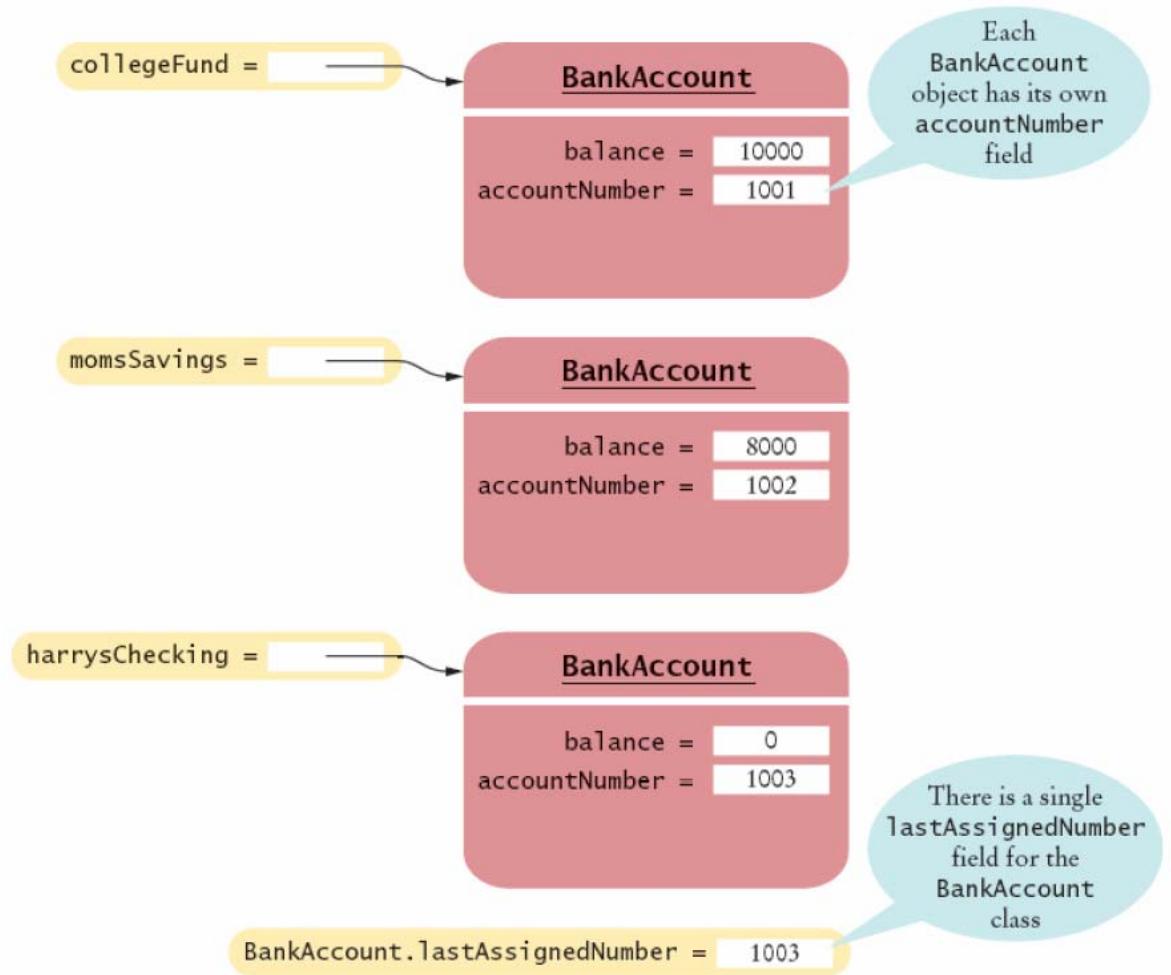 collegeFund =
BankAccount
balance = 10000
accountNumber = 1001
Each
BankAccount
object has its own
accountNumber
field
momsSavings =
BankAccount
balance = 8000
accountNumber = 1002
harrysChecking =
BankAccount
balance = 0
accountNumber = 1003
There is a single
lastAssignedNumber
field for the
BankAccount
class
BankAccount.lastAssignedNumber = 1003